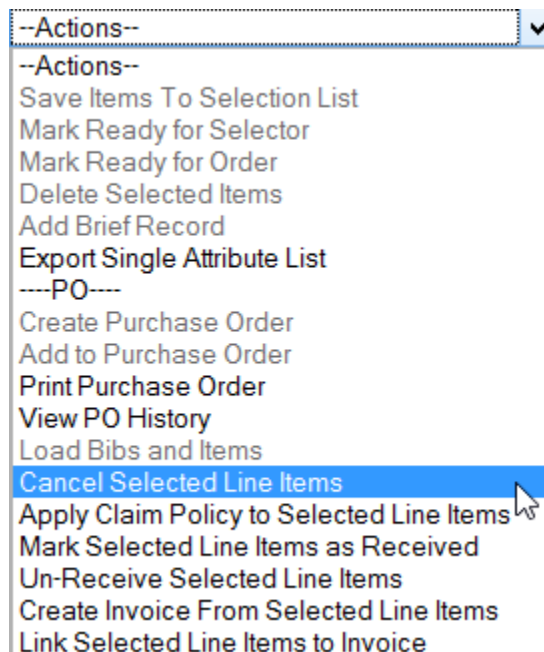 --Actions--
--Actions--
Save Items To Selection List
Mark Ready for Selector
Mark Ready for Order
Delete Selected Items
Add Brief Record
Export Single Attribute List
----PO----
Create Purchase Order
Add to Purchase Order
Print Purchase Order
View PO History
Load Bibs and Items
Cancel Selected Line Items
Apply Claim Policy to Selected Line Items
Mark Selected Line Items as Received
Un-Receive Selected Line Items
Create Invoice From Selected Line Items
Link Selected Line Items to Invoice